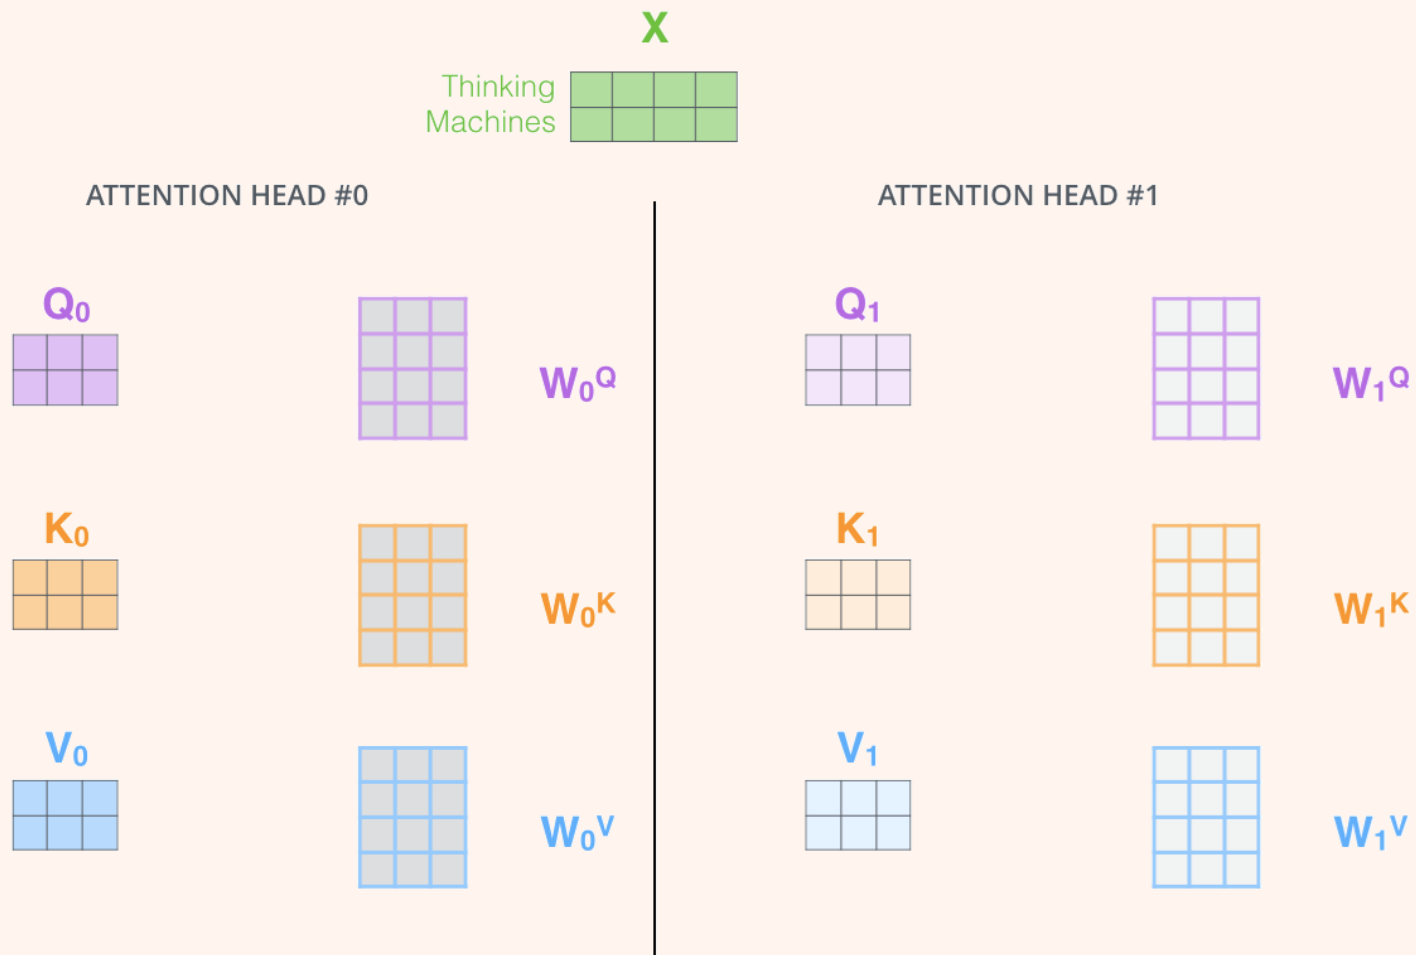 X
Thinking
Machines
ATTENTION HEAD #0
ATTENTION HEAD #1
Q₀
W₀Q
Q₁
W₁Q
K₀
W₀K
K₁
W₁K
V₀
W₀V
V₁
W₁V